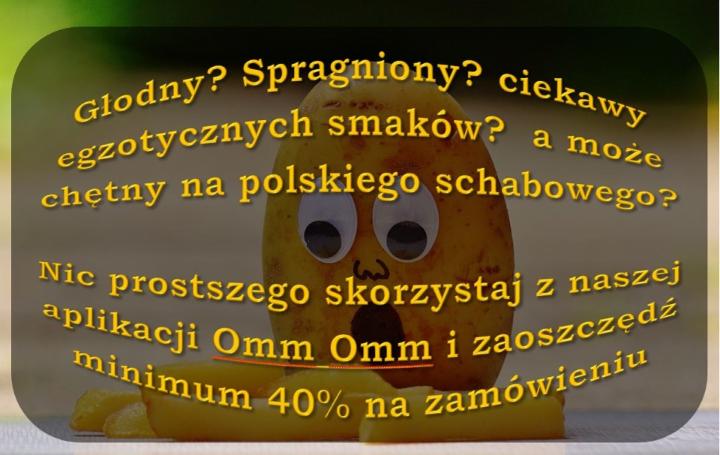 Głodny? Spragniony? ciekawy
egzotycznych smaków? a może
chętny na polskiego schabowego?
Nic prostszego skorzystaj z naszej
aplikacji Omm Omm i zaoszczędź
minimum 40% na zamówieniu